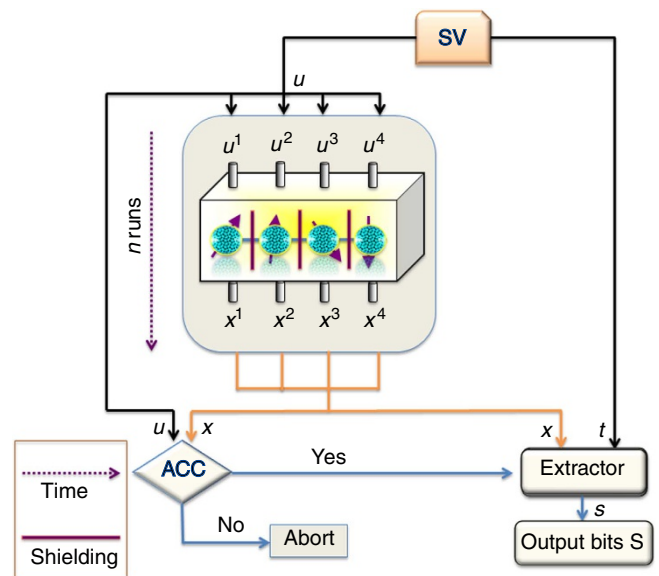 SV
u
u¹ u² u³ u⁴
n runs
x¹ x² x³ x⁴
u x x t
ACC Yes Extractor
Time
No Abort s
Shielding Output bits S